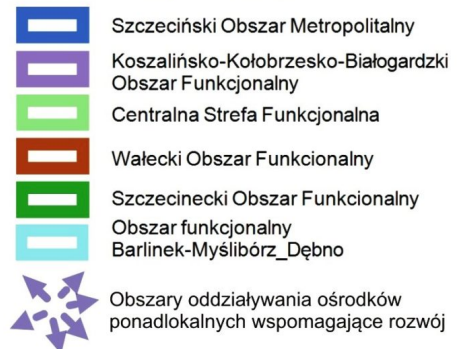 Szczeciński Obszar Metropolitalny
Koszalińsko-Kołobrzesko-Białogardzki
Obszar Funkcjonalny
Centralna Strefa Funkcjonalna
Wałecki Obszar Funkcionalny
Szczecinecki Obszar Funkcionalny
Obszar funkcjonalny
Barlinek-Myślibórz_Dębno
Obszary oddziaływania ośrodków
ponadlokalnych wspomagające rozwój